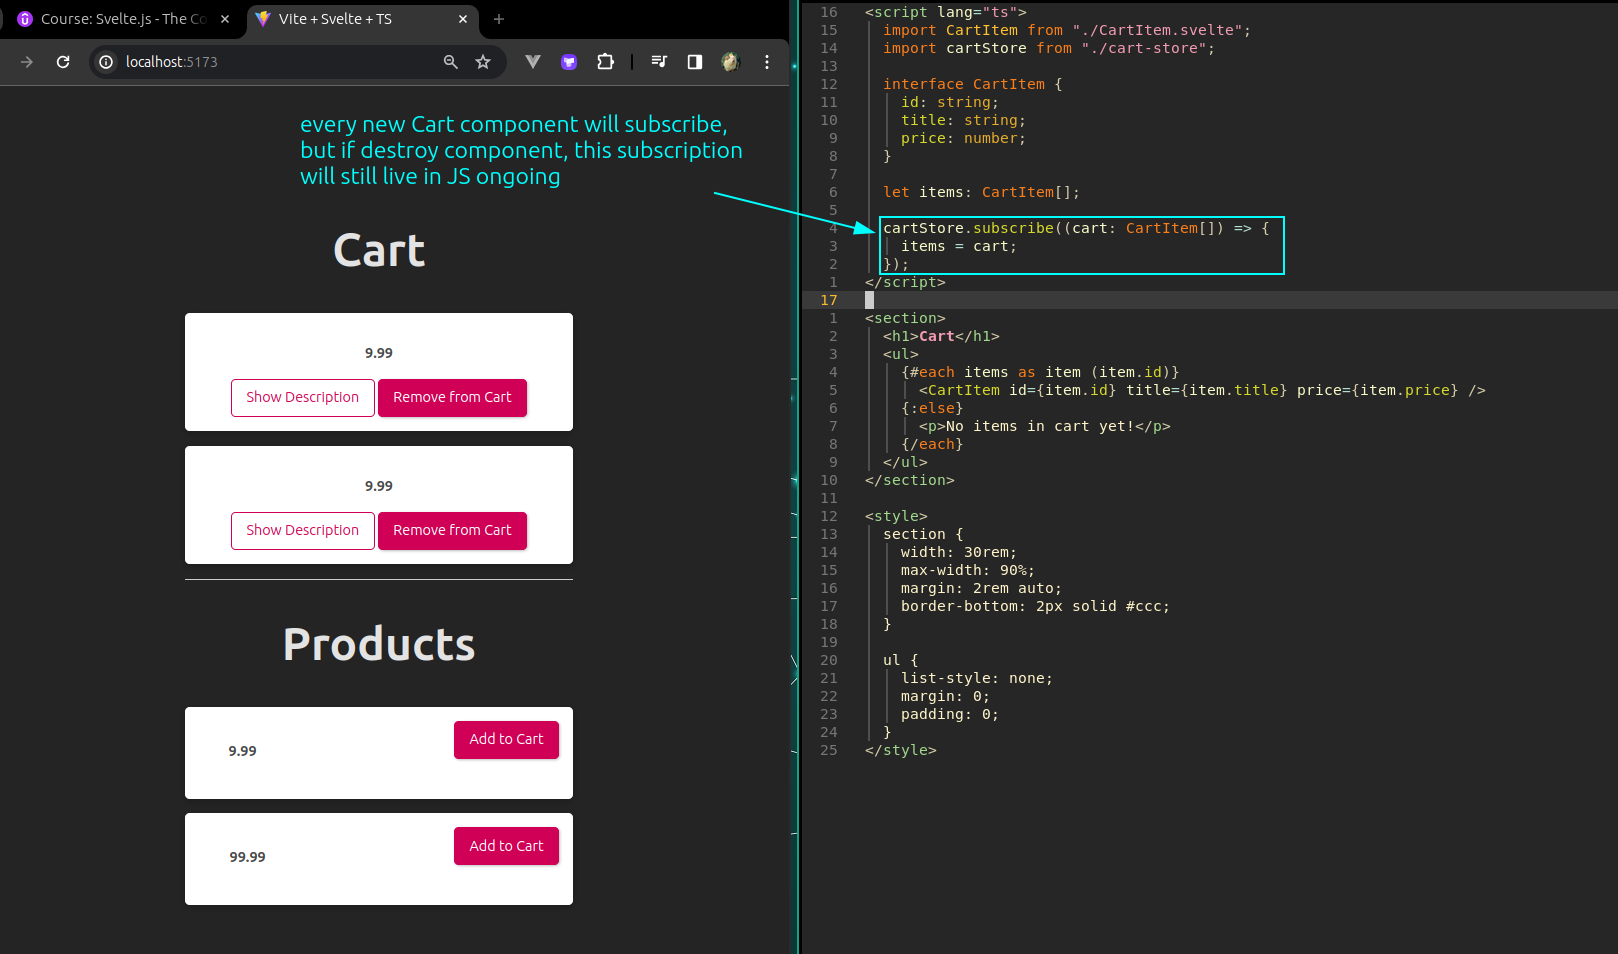 Course: Svelte.js - The Co
Vite + Svelte + TS
localhost:5173
every new Cart component will subscribe,
but if destroy component, this subscription
will still live in JS ongoing
Cart
9.99
Show Description
Remove from Cart
9.99
Show Description
Remove from Cart
Products
9.99
Add to Cart
99.99
Add to Cart
16 <script lang="ts">
15 import CartItem from "./CartItem.svelte";
14 import cartStore from "./cart-store";
13
12 interface CartItem {
11 id: string;
10 title: string;
9 price: number;
8 }
7
6 let items: CartItem[];
5
4 cartStore.subscribe((cart: CartItem[]) => {
3 items = cart;
2 });
1 </script>
17
1 <section>
2 <h1>Cart</h1>
3 <ul>
4 {#each items as item (item.id)}
5 <CartItem id={item.id} title={item.title} price={item.price} />
6 {:else}
7 <p>No items in cart yet!</p>
8 {/each}
9 </ul>
10 </section>
11
12 <style>
13 section {
14 width: 30rem;
15 max-width: 90%;
16 margin: 2rem auto;
17 border-bottom: 2px solid #ccc;
18 }
19
20 ul {
21 list-style: none;
22 margin: 0;
23 padding: 0;
24 }
25 </style>